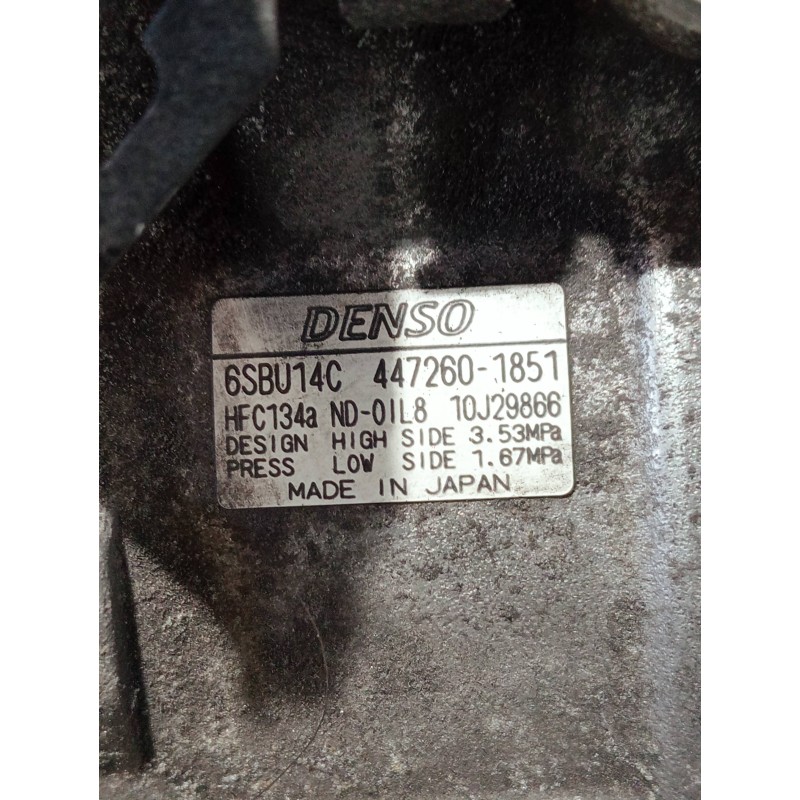 DENSO
6SBU14C 447260-1851
HFC134a ND-OIL8 10J29866
DESIGN HIGH SIDE 3.53MPa
PRESS LOW SIDE 1.67MPa
MADE IN JAPAN